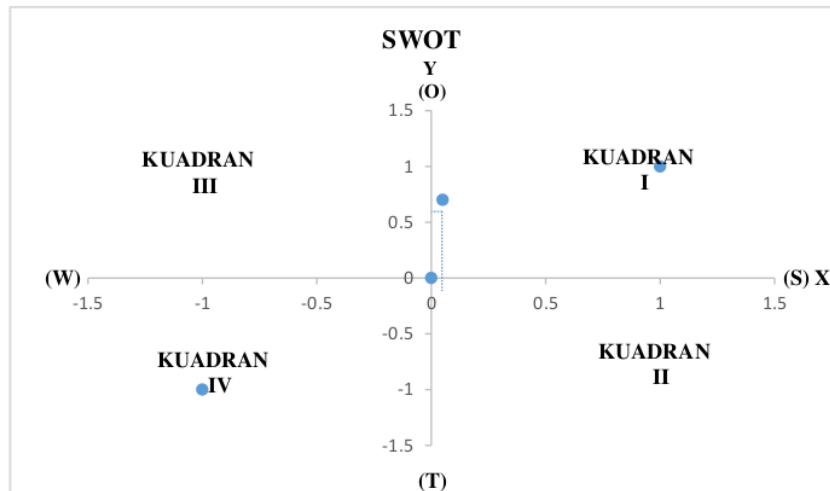 SWOT
Y
(O)
1.5
KUADRAN
III
KUADRAN
I
1
0.5
(W)
0
(S) X
-1.5
-1
-0.5
0
0.5
1
1.5
-0.5
KUADRAN
IV
KUADRAN
II
-1
-1.5
(T)